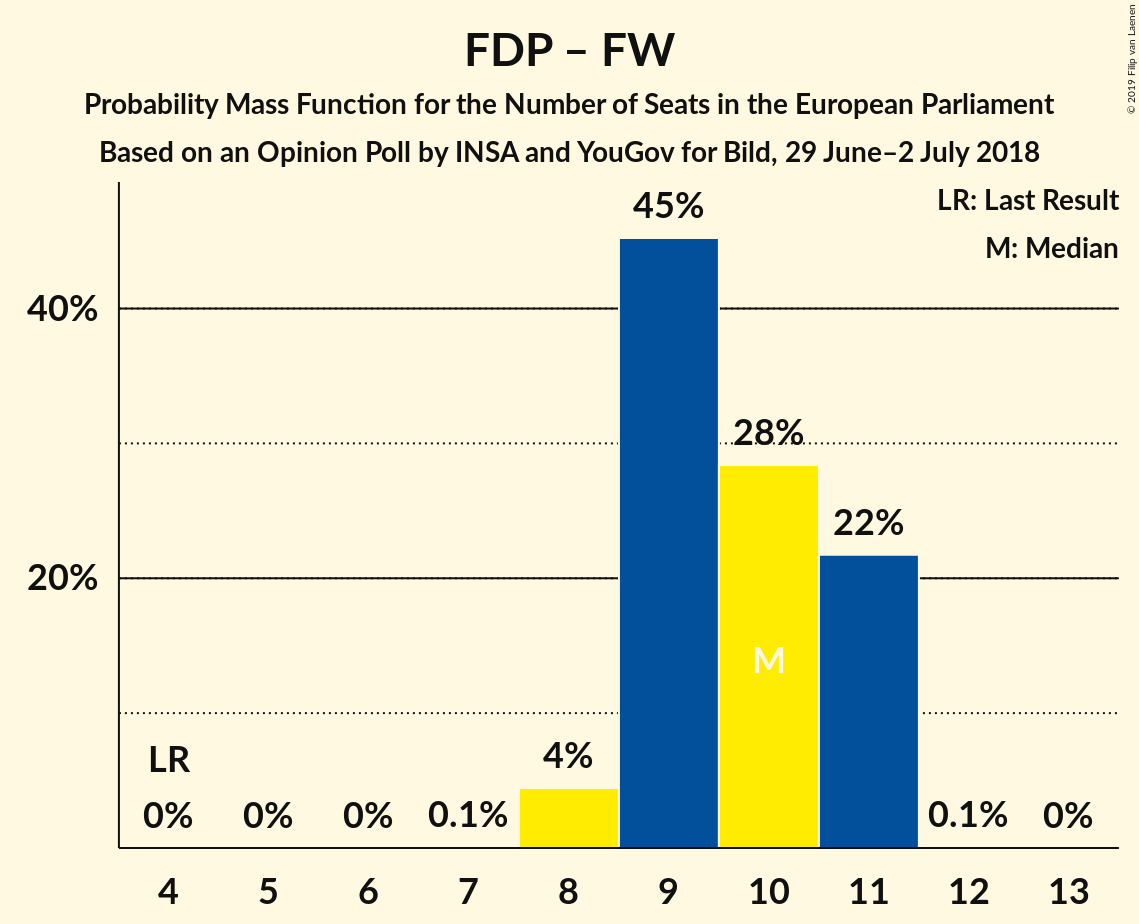 FDP – FW
Probability Mass Function for the Number of Seats in the European Parliament
Based on an Opinion Poll by INSA and YouGov for Bild, 29 June–2 July 2018
© 2019 Filip van Laenen
LR: Last Result
M: Median
45%
40%
28%
22%
20%
M
LR
4%
0% 0% 0% 0.1% 0.1% 0%
4 5 6 7 8 9 10 11 12 13